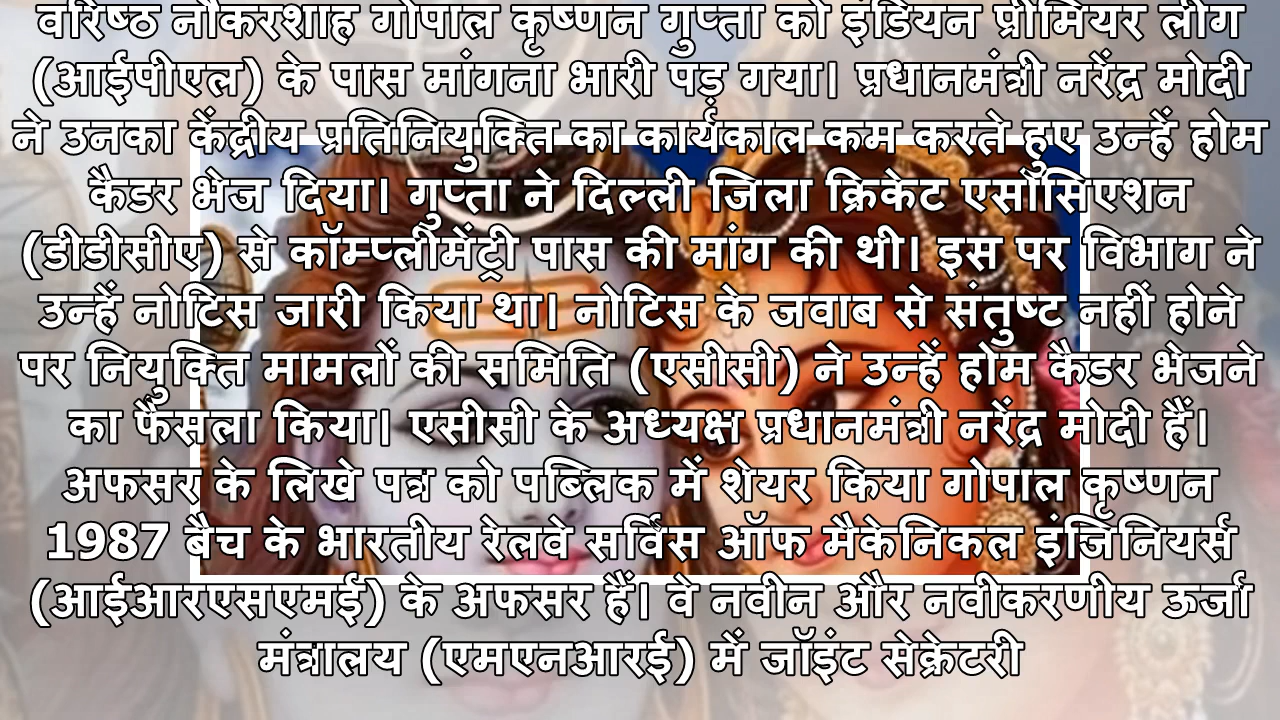 वरिष्ठ नौकरशाह गोपाल कृष्णन गुप्ता को इंडियन प्रीमियर लीग
(आईपीएल) के पास मांगना भारी पड़ गया। प्रधानमंत्री नरेंद्र मोदी
ने उनका केंद्रीय प्रतिनियुक्ति का कार्यकाल कम करते हुए उन्हें होम
कैडर भेज दिया। गुप्ता ने दिल्ली जिला क्रिकेट एसोसिएशन
(डीडीसीए) से कॉम्प्लीमेंट्री पास की मांग की थी। इस पर विभाग ने
उन्हें नोटिस जारी किया था। नोटिस के जवाब से संतुष्ट नहीं होने
पर नियुक्ति मामलों की समिति (एसीसी) ने उन्हें होम कैडर भेजने
का फैसला किया। एसीसी के अध्यक्ष प्रधानमंत्री नरेंद्र मोदी हैं।
अफसर के लिखे पत्र को पब्लिक में शेयर किया गोपाल कृष्णन
1987 बैच के भारतीय रेलवे सर्विस ऑफ मैकेनिकल इंजिनियर्स
(आईआरएसएमई) के अफसर हैं। वे नवीन और नवीकरणीय ऊर्जा
मंत्रालय (एमएनआरई) में जॉइंट सेक्रेटरी